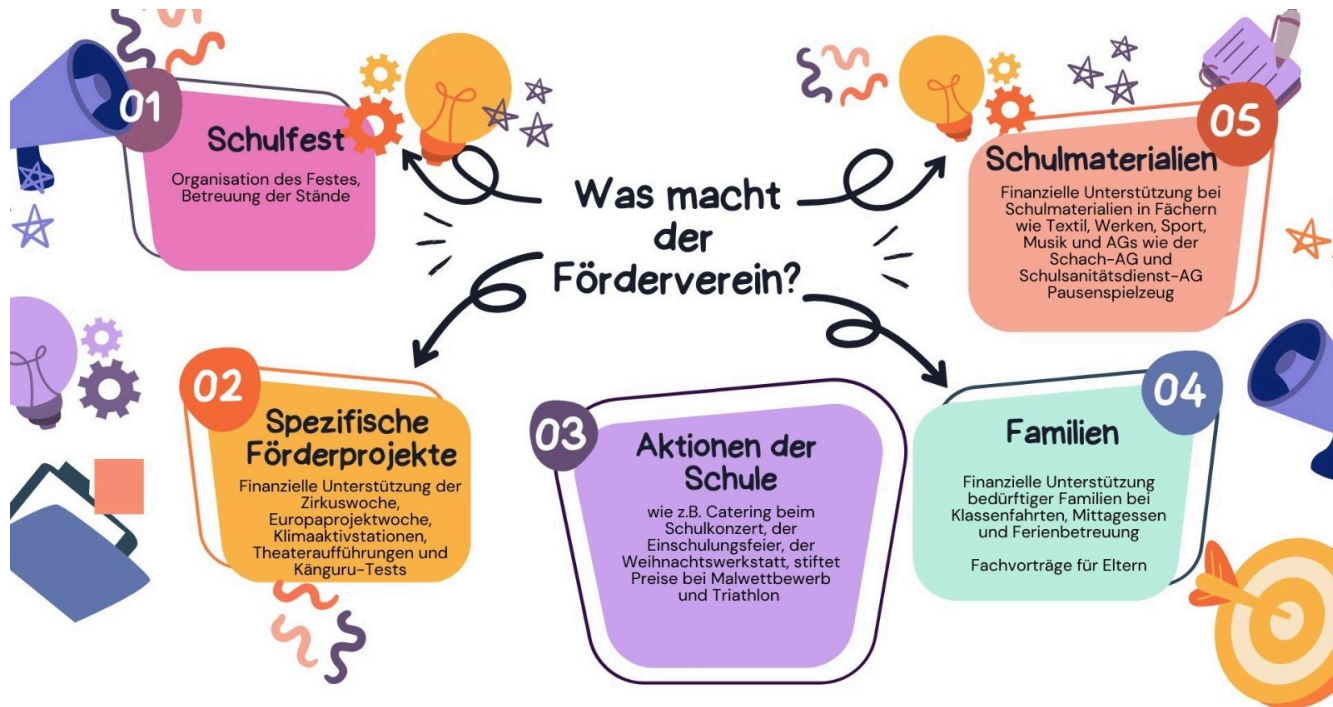 Was macht
der
Förderverein?
01
Schulfest
Organisation des Festes,
Betreuung der Stände
02
Spezifische
Förderprojekte
Finanzielle Unterstützung der
Zirkuswoche,
Europaprojektwoche,
Klimaaktivstationen,
Theateraufführungen und
Känguru-Tests
03
Aktionen der
Schule
wie z.B. Catering beim
Schulkonzert, der
Einschulungsfeier, der
Weihnachtswerkstatt, stiftet
Preise bei Malwettbewerb
und Triathlon
04
Familien
Finanzielle Unterstützung
bedürftiger Familien bei
Klassenfahrten, Mittagessen
und Ferienbetreuung
Fachvorträge für Eltern
05
Schulmaterialien
Finanzielle Unterstützung bei
Schulmaterialien in Fächern
wie Textil, Werken, Sport,
Musik und AGs wie der
Schach-AG und
Schulsanitätsdienst-AG
Pausenspielzeug